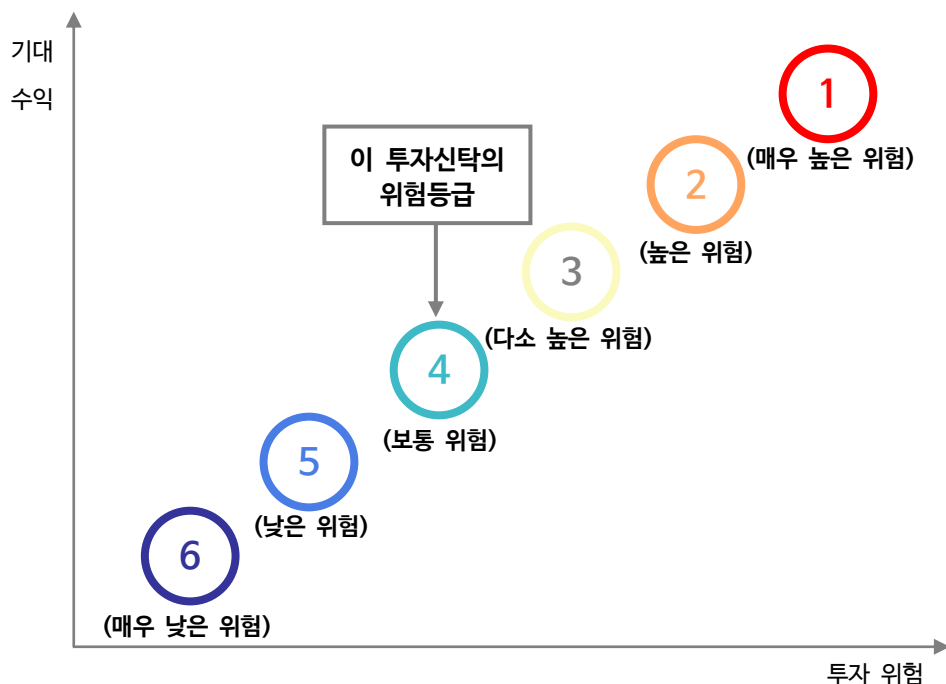 기대
수익
1
(매우 높은 위험)
이 투자신탁의
위험등급
2
(높은 위험)
3
(다소 높은 위험)
4
(보통 위험)
5
(낮은 위험)
6
(매우 낮은 위험)
투자 위험